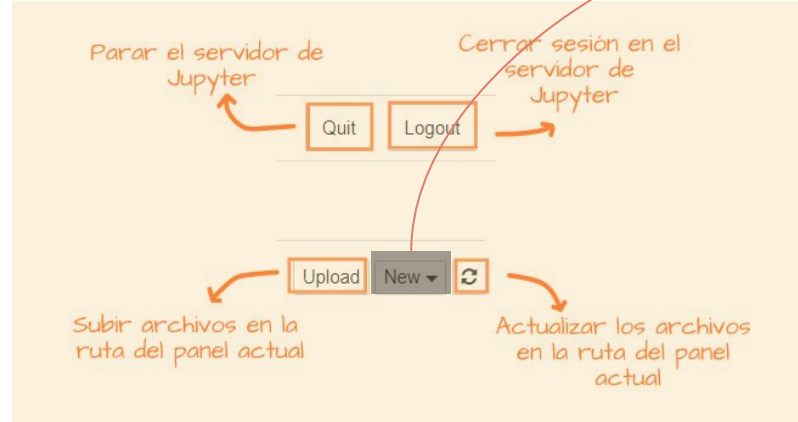 Parar el servidor de
Jupyter
Cerrar sesión en el
servidor de
Jupyter
Quit
Logout
Upload
New
Subir archivos en la
ruta del panel actual
Actualizar los archivos
en la ruta del panel
actual